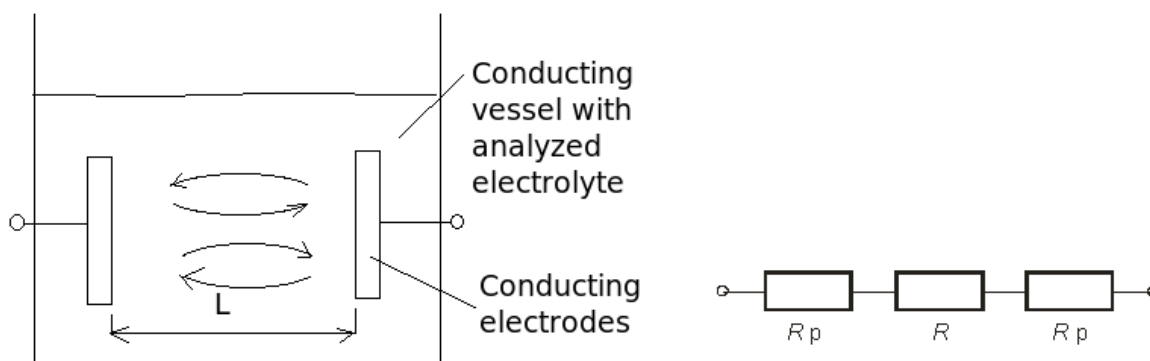 Conducting
vessel with
analyzed
electrolyte
L
Conducting
electrodes
Rp
R
Rp